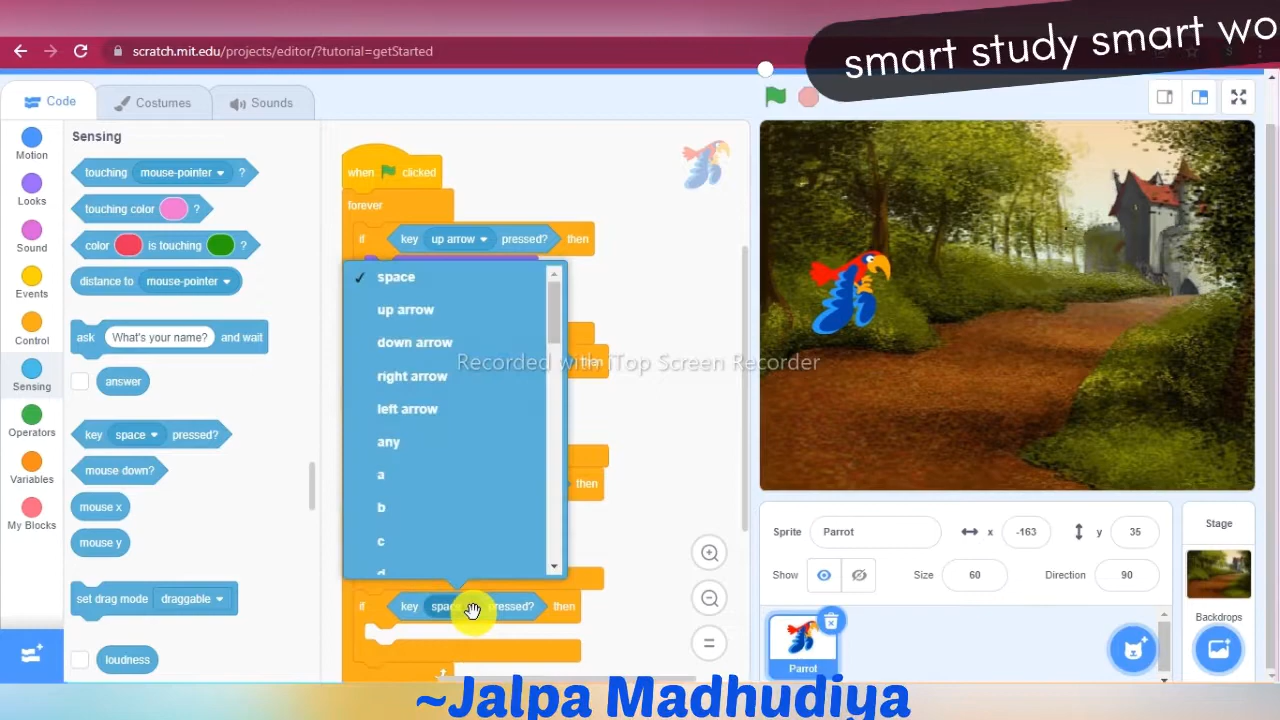 smart study smart wo
scratch.mit.edu/projects/editor/?tutorial=getStarted
Code
Costumes
Sounds
Motion
Looks
Sound
Events
Control
Sensing
Operators
Variables
My Blocks
Sensing
touching mouse-pointer ?
touching color ?
color is touching ?
distance to mouse-pointer
ask What's your name? and wait
answer
key space pressed?
mouse down?
mouse x
mouse y
set drag mode draggable
loudness
when clicked
forever
if key up arrow pressed? then
space
up arrow
down arrow
right arrow
left arrow
any
a
b
c
d
then
then
if key space pressed? then
Recorded with iTop Screen Recorder
Sprite Parrot x -163 y 35
Show Size 60 Direction 90
Parrot
Stage
Backdrops
~Jalpa Madhudiya